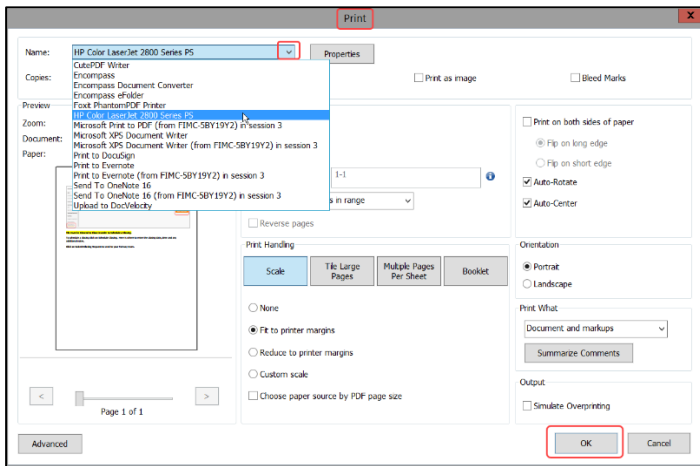 Print
X
Name:
HP Color LaserJet 2800 Series PS
Properties
CutePDF Writer
Encompass
Encompass Document Converter
Encompass eFolder
Foxit PhantomPDF Printer
HP Color LaserJet 2800 Series PS
Microsoft Print to PDF (from FIMC-5BY19Y2) in session 3
Microsoft XPS Document Writer
Microsoft XPS Document Writer (from FIMC-5BY19Y2) in session 3
Print to DocuSign
Print to Evernote
Print to Evernote (from FIMC-5BY19Y2) in session 3
Send To OneNote 16
Send To OneNote 16 (from FIMC-5BY19Y2) in session 3
Upload to DocVelocity
Copies:
Print as image
Bleed Marks
Preview
Zoom:
Document:
Paper:
1-1
s in range
Reverse pages
Print on both sides of paper
Flip on long edge
Flip on short edge
Auto-Rotate
Auto-Center
Print Handling
Scale
Tile Large Pages
Multiple Pages Per Sheet
Booklet
None
Fit to printer margins
Reduce to printer margins
Custom scale
Choose paper source by PDF page size
Orientation
Portrait
Landscape
Print What
Document and markups
Summarize Comments
Output
Simulate Overprinting
<
>
Page 1 of 1
Advanced
OK
Cancel